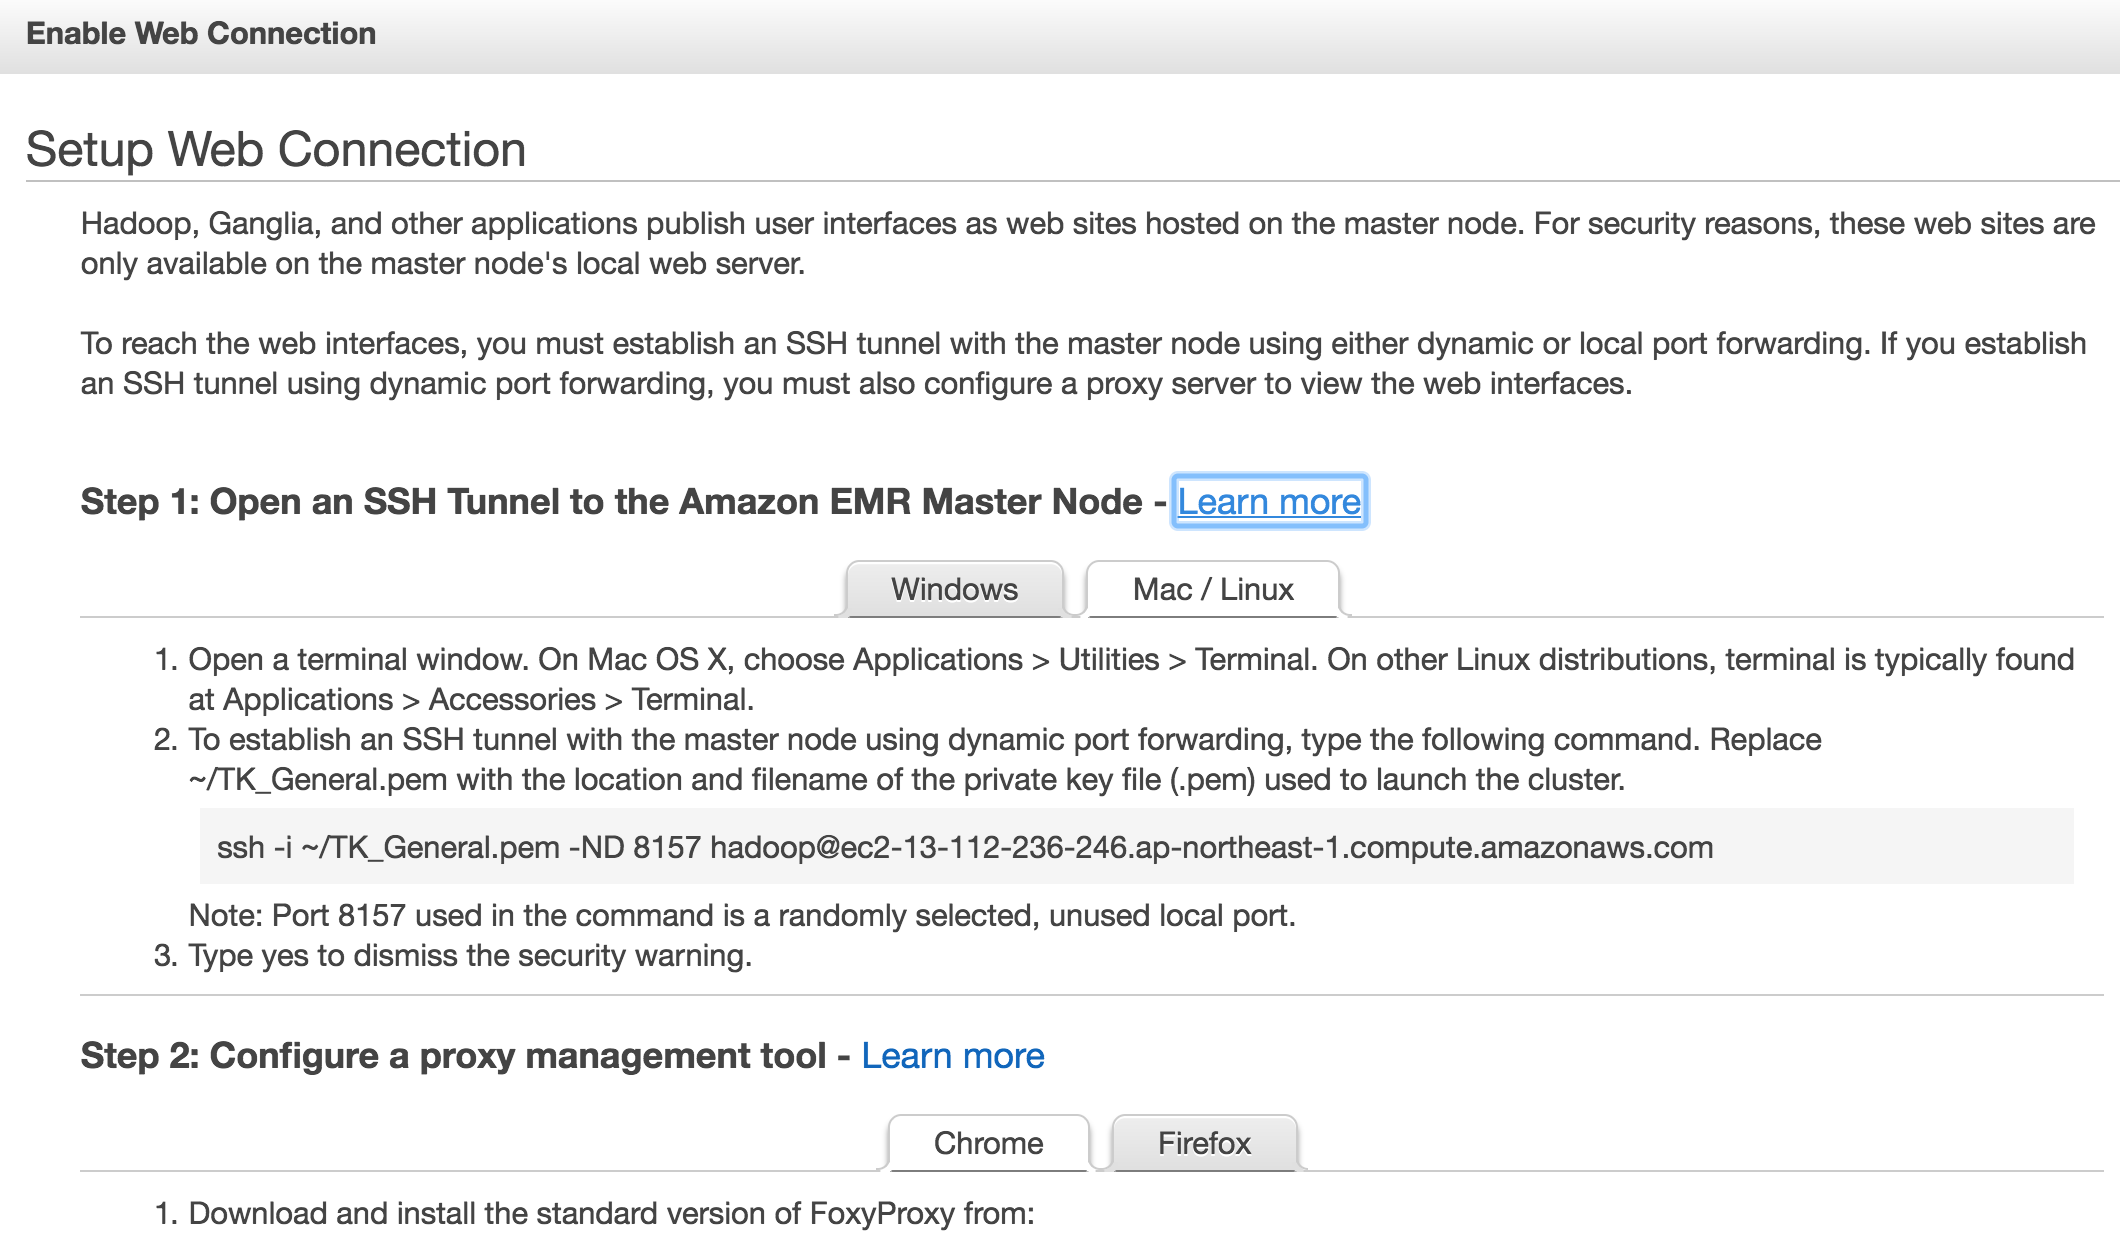 Enable Web Connection
Setup Web Connection
Hadoop, Ganglia, and other applications publish user interfaces as web sites hosted on the master node. For security reasons, these web sites are
only available on the master node's local web server.
To reach the web interfaces, you must establish an SSH tunnel with the master node using either dynamic or local port forwarding. If you establish
an SSH tunnel using dynamic port forwarding, you must also configure a proxy server to view the web interfaces.
Step 1: Open an SSH Tunnel to the Amazon EMR Master Node - Learn more
Windows Mac / Linux
1. Open a terminal window. On Mac OS X, choose Applications > Utilities > Terminal. On other Linux distributions, terminal is typically found
at Applications > Accessories > Terminal.
2. To establish an SSH tunnel with the master node using dynamic port forwarding, type the following command. Replace
~/TK_General.pem with the location and filename of the private key file (.pem) used to launch the cluster.
ssh -i ~/TK_General.pem -ND 8157 hadoop@ec2-13-112-236-246.ap-northeast-1.compute.amazonaws.com
Note: Port 8157 used in the command is a randomly selected, unused local port.
3. Type yes to dismiss the security warning.
Step 2: Configure a proxy management tool - Learn more
Chrome Firefox
1. Download and install the standard version of FoxyProxy from: